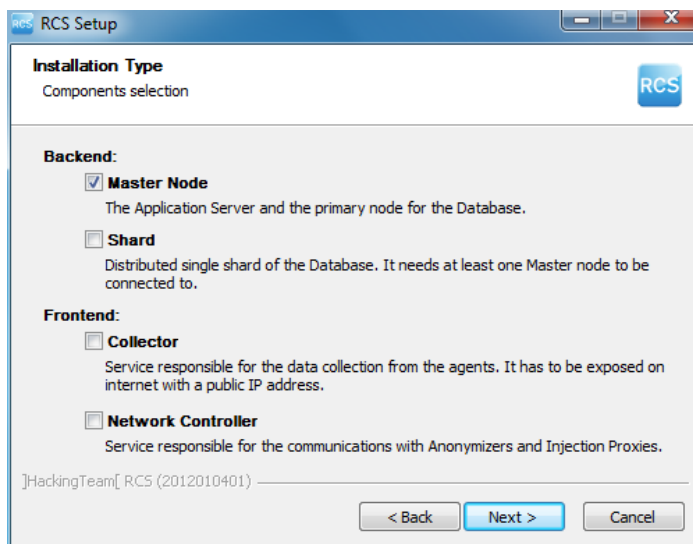 RCS RCS Setup
Installation Type
Components selection
RCS
Backend:
Master Node
The Application Server and the primary node for the Database.
Shard
Distributed single shard of the Database. It needs at least one Master node to be
connected to.
Frontend:
Collector
Service responsible for the data collection from the agents. It has to be exposed on
internet with a public IP address.
Network Controller
Service responsible for the communications with Anonymizers and Injection Proxies.
]HackingTeam[ RCS (2012010401)
< Back Next > Cancel